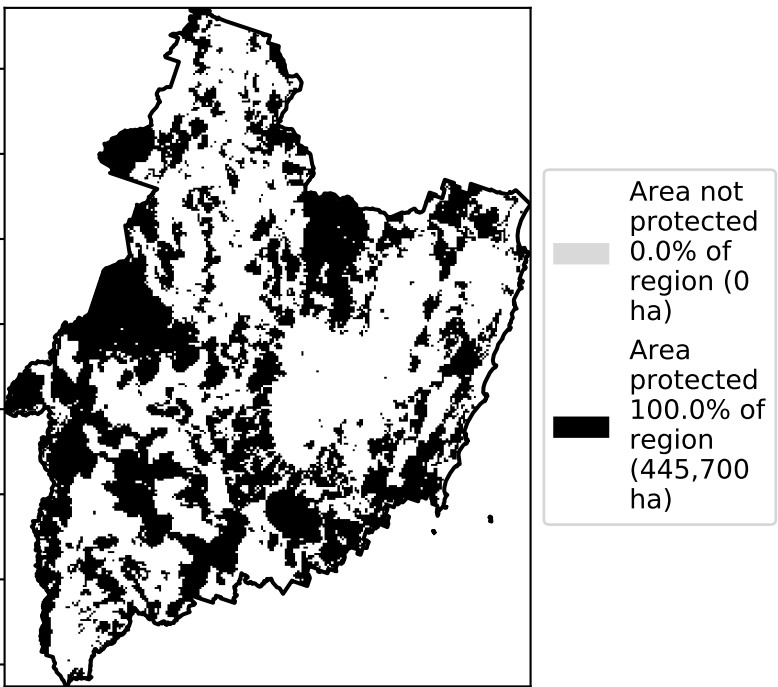 Area not
protected
0.0% of
region (0
ha)
Area
protected
100.0% of
region
(445,700
ha)